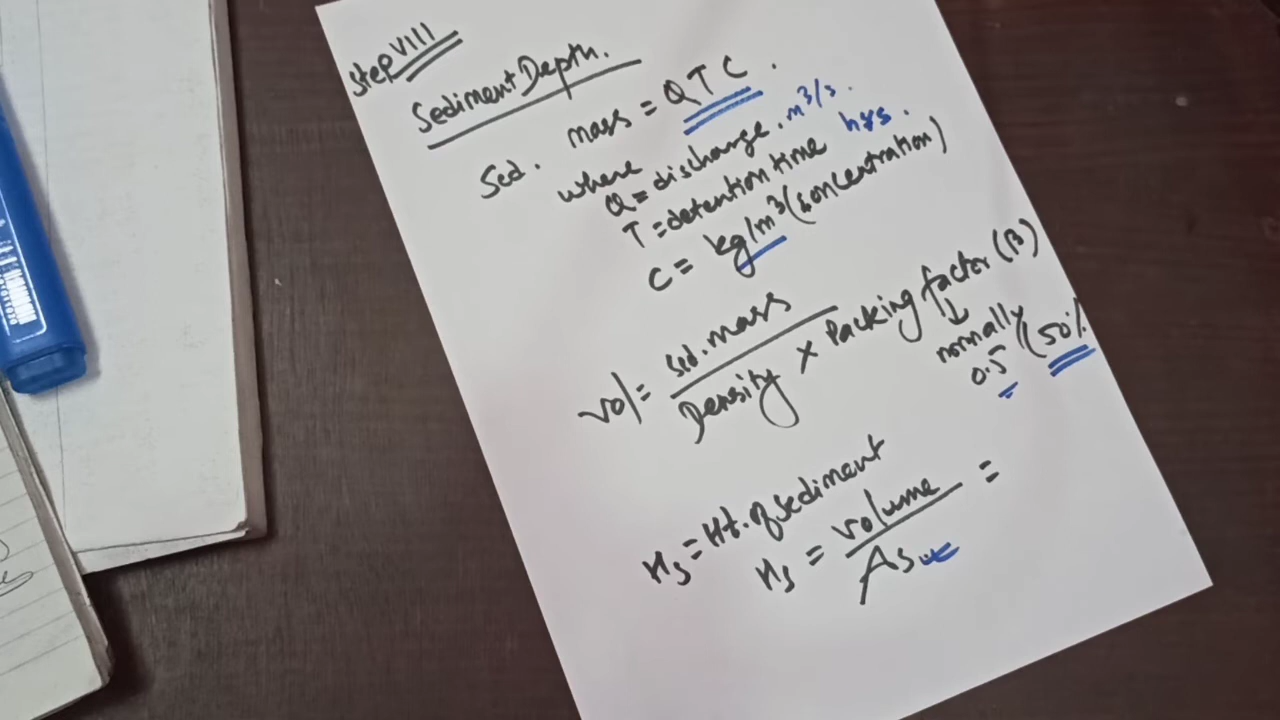 Step VIII
Sediment Depth.
Sed. mass = Q T C .
where
Q = discharge. m³/s.
T = detention time hrs.
C = kg/m³ (concentration)
vol = Sed. mass / Density × Packing factor (B)
normally
0.5 (50%
Hs = Ht. of sediment
Hs = volume / As =